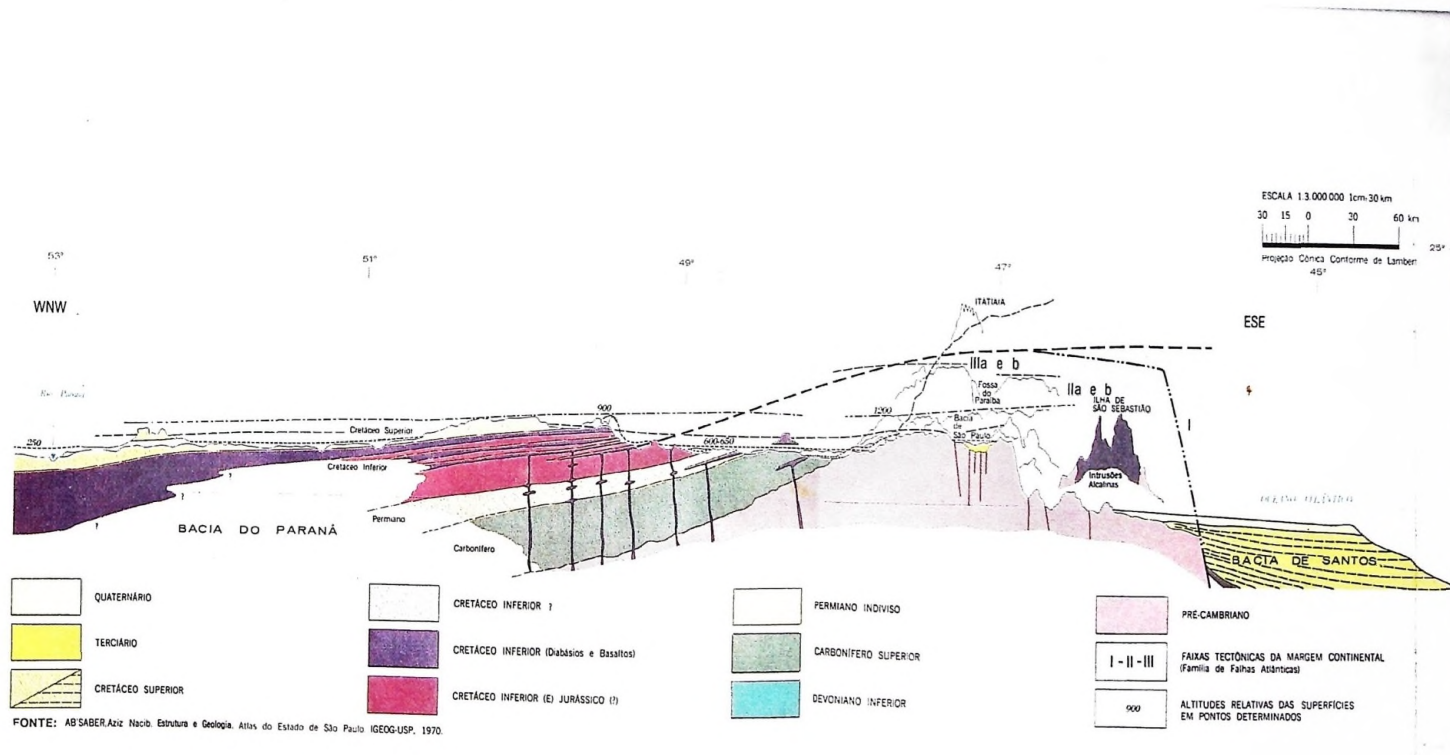 ESCALA 1:3.000 000 1cm:30 km
30 15 0 30 60 km
Projeção Cônica Conforme de Lambert
25°
53° 51° 49° 47° 45°
WNW
ESE
ITATIAIA
IIIa e b
Fossa
do
Paraíba
IIa e b
ILHA DE
SÃO SEBASTIÃO
I
Rio Paraná
900
1200
Cretáceo Superior
Bacia
de
São Paulo
250
600-650
Cretáceo Inferior
Intrusões
Alcalinas
OCEANO ATLÂNTICO
Permiano
BACIA DO PARANÁ
Carbonífero
BACIA DE SANTOS
? ? ?
QUATERNÁRIO
TERCIÁRIO
CRETÁCEO SUPERIOR
CRETÁCEO INFERIOR ?
CRETÁCEO INFERIOR (Diabásios e Basaltos)
CRETÁCEO INFERIOR (E) JURÁSSICO (?)
PERMIANO INDIVISO
CARBONÍFERO SUPERIOR
DEVONIANO INFERIOR
PRÉ-CAMBRIANO
I - II - III
FAIXAS TECTÔNICAS DA MARGEM CONTINENTAL
(Família de Falhas Atlânticas)
900
ALTITUDES RELATIVAS DAS SUPERFÍCIES
EM PONTOS DETERMINADOS
FONTE: AB'SABER,Aziz Nacib. Estrutura e Geologia. Atlas do Estado de São Paulo IGEOG-USP, 1970.